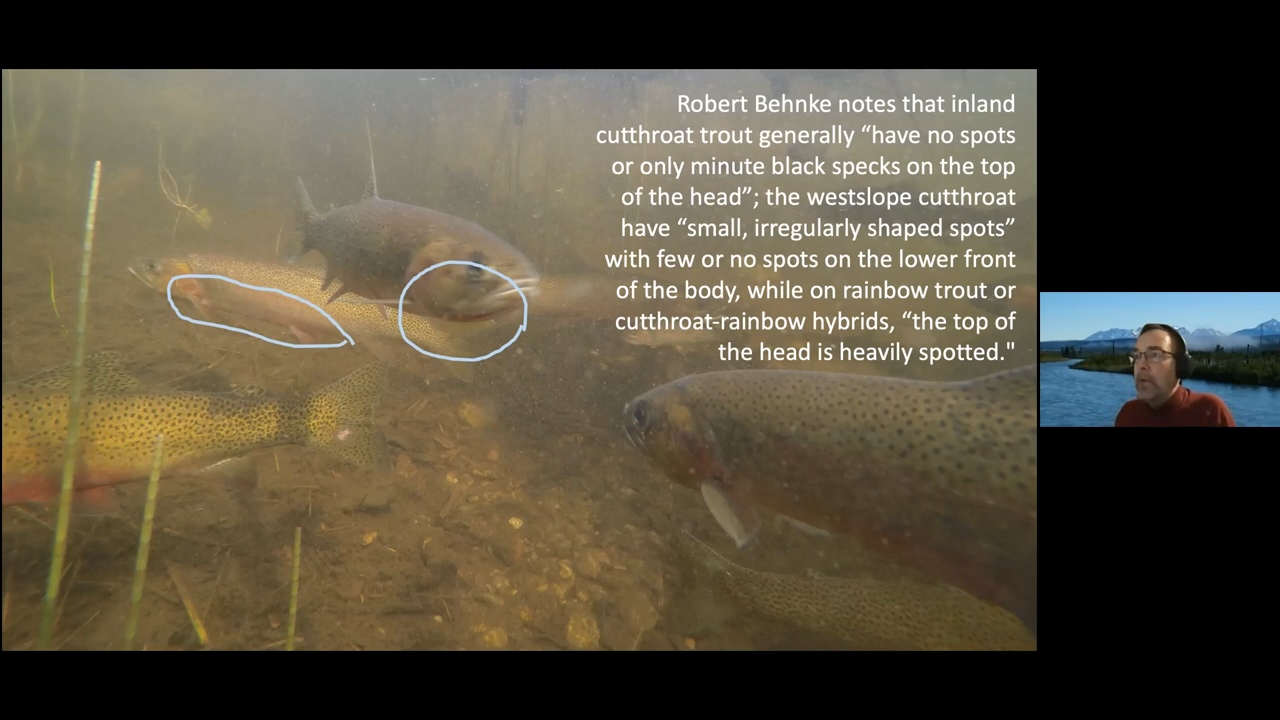 Robert Behnke notes that inland
cutthroat trout generally “have no spots
or only minute black specks on the top
of the head”; the westslope cutthroat
have “small, irregularly shaped spots”
with few or no spots on the lower front
of the body, while on rainbow trout or
cutthroat-rainbow hybrids, “the top of
the head is heavily spotted."